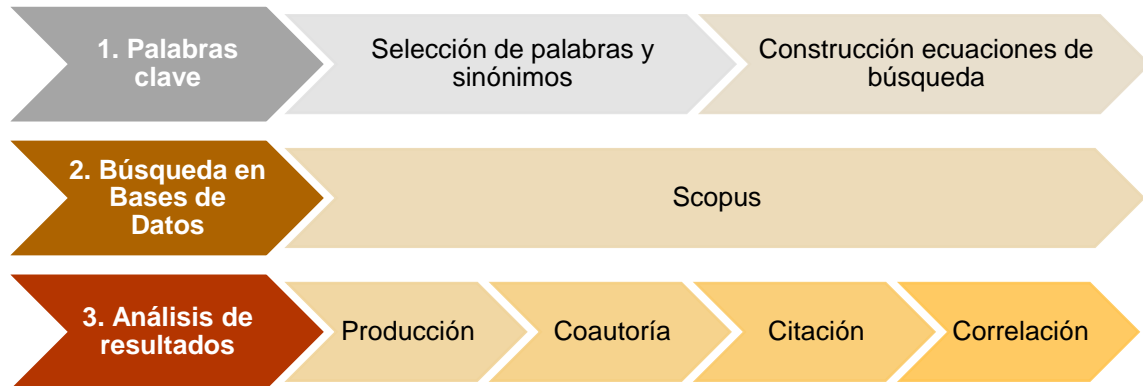 1. Palabras
clave
Selección de palabras y
sinónimos
Construcción ecuaciones de
búsqueda
2. Búsqueda en
Bases de
Datos
Scopus
3. Análisis de
resultados
Producción
Coautoría
Citación
Correlación